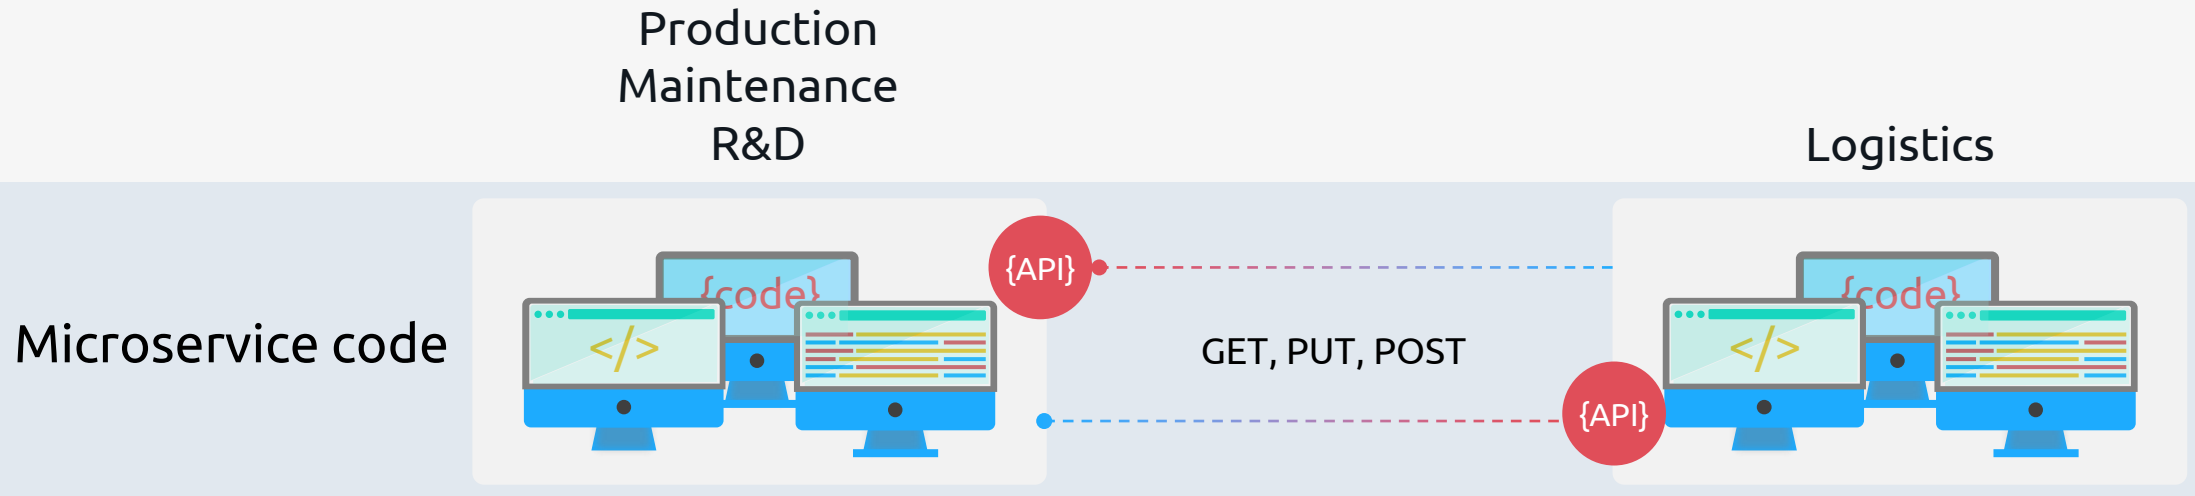 Production
Maintenance
R&D
Logistics
Microservice code
{code}
</>
{API}
GET, PUT, POST
{API}
{code}
</>